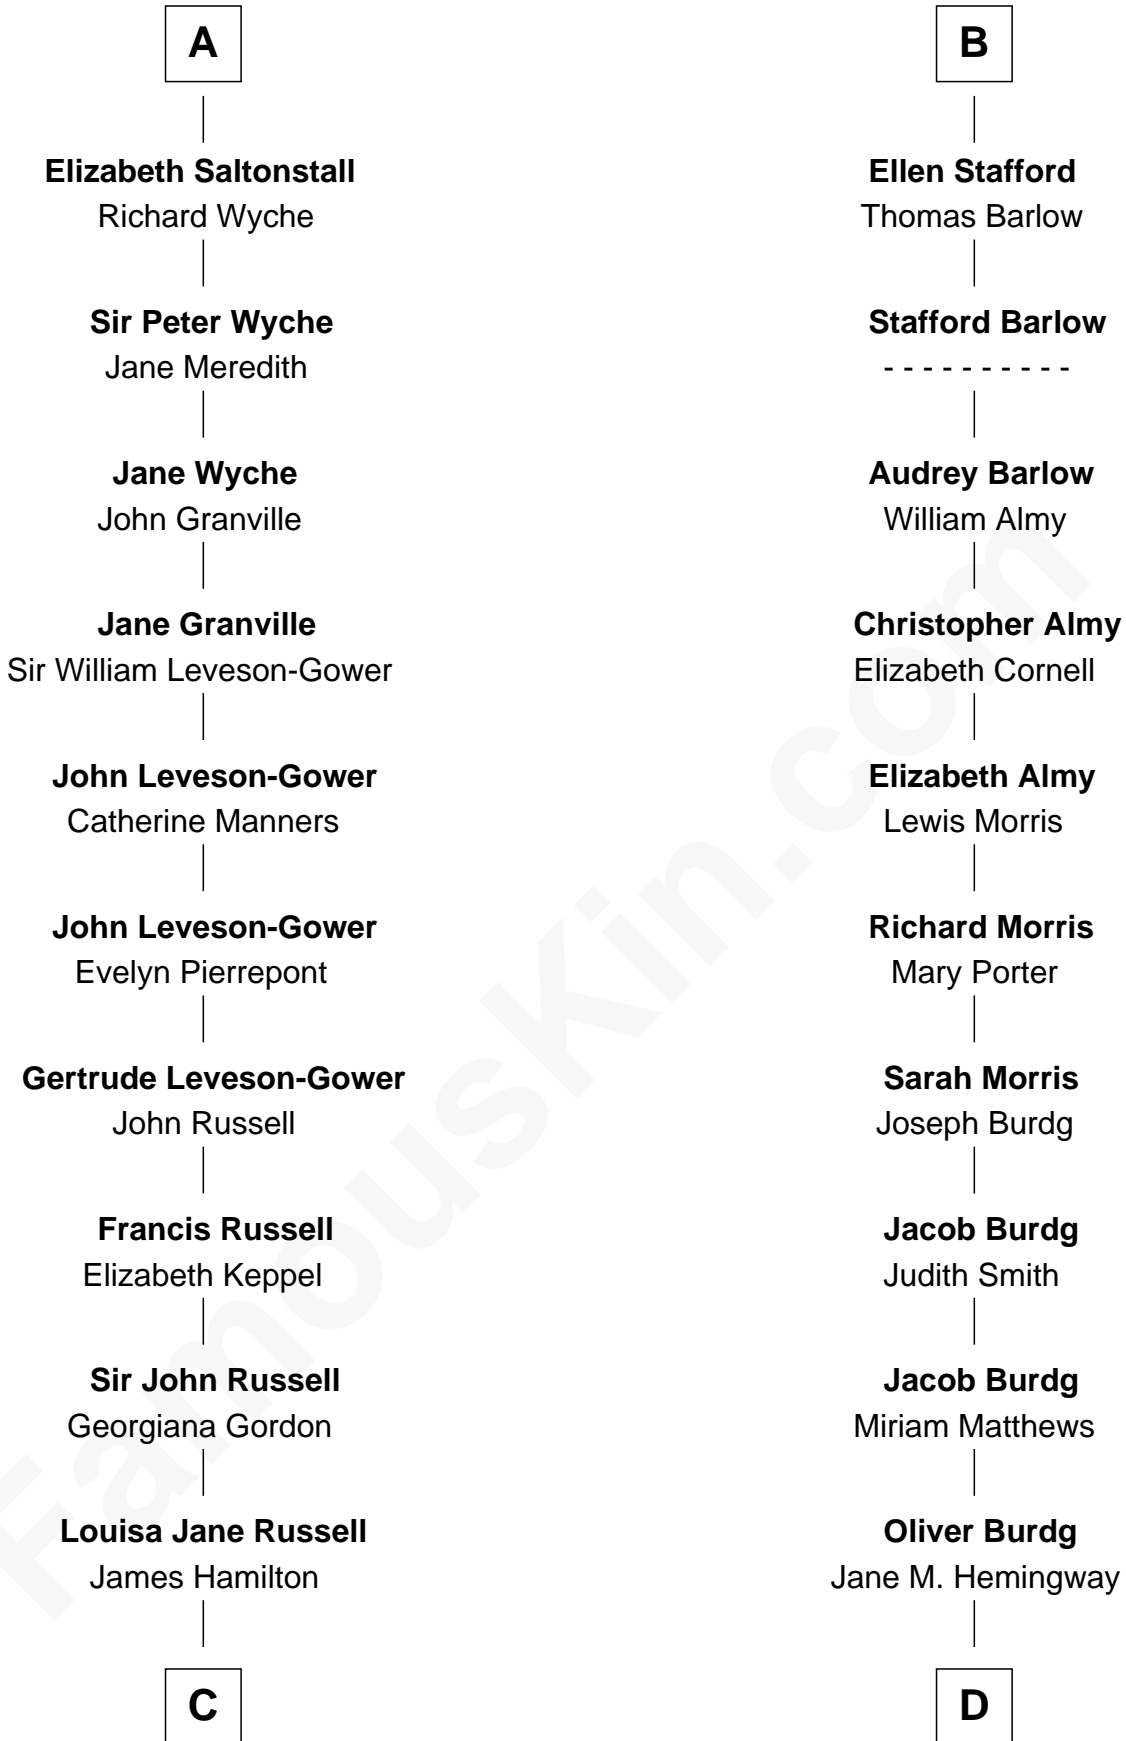 A
Elizabeth Saltonstall
Richard Wyche
Sir Peter Wyche
Jane Meredith
Jane Wyche
John Granville
Jane Granville
Sir William Leveson-Gower
John Leveson-Gower
Catherine Manners
John Leveson-Gower
Evelyn Pierrepont
Gertrude Leveson-Gower
John Russell
Francis Russell
Elizabeth Keppel
Sir John Russell
Georgiana Gordon
Louisa Jane Russell
James Hamilton
C
B
Ellen Stafford
Thomas Barlow
Stafford Barlow
- - - - - - - - - -
Audrey Barlow
William Almy
Christopher Almy
Elizabeth Cornell
Elizabeth Almy
Lewis Morris
Richard Morris
Mary Porter
Sarah Morris
Joseph Burdg
Jacob Burdg
Judith Smith
Jacob Burdg
Miriam Matthews
Oliver Burdg
Jane M. Hemingway
D
FamousKin.com